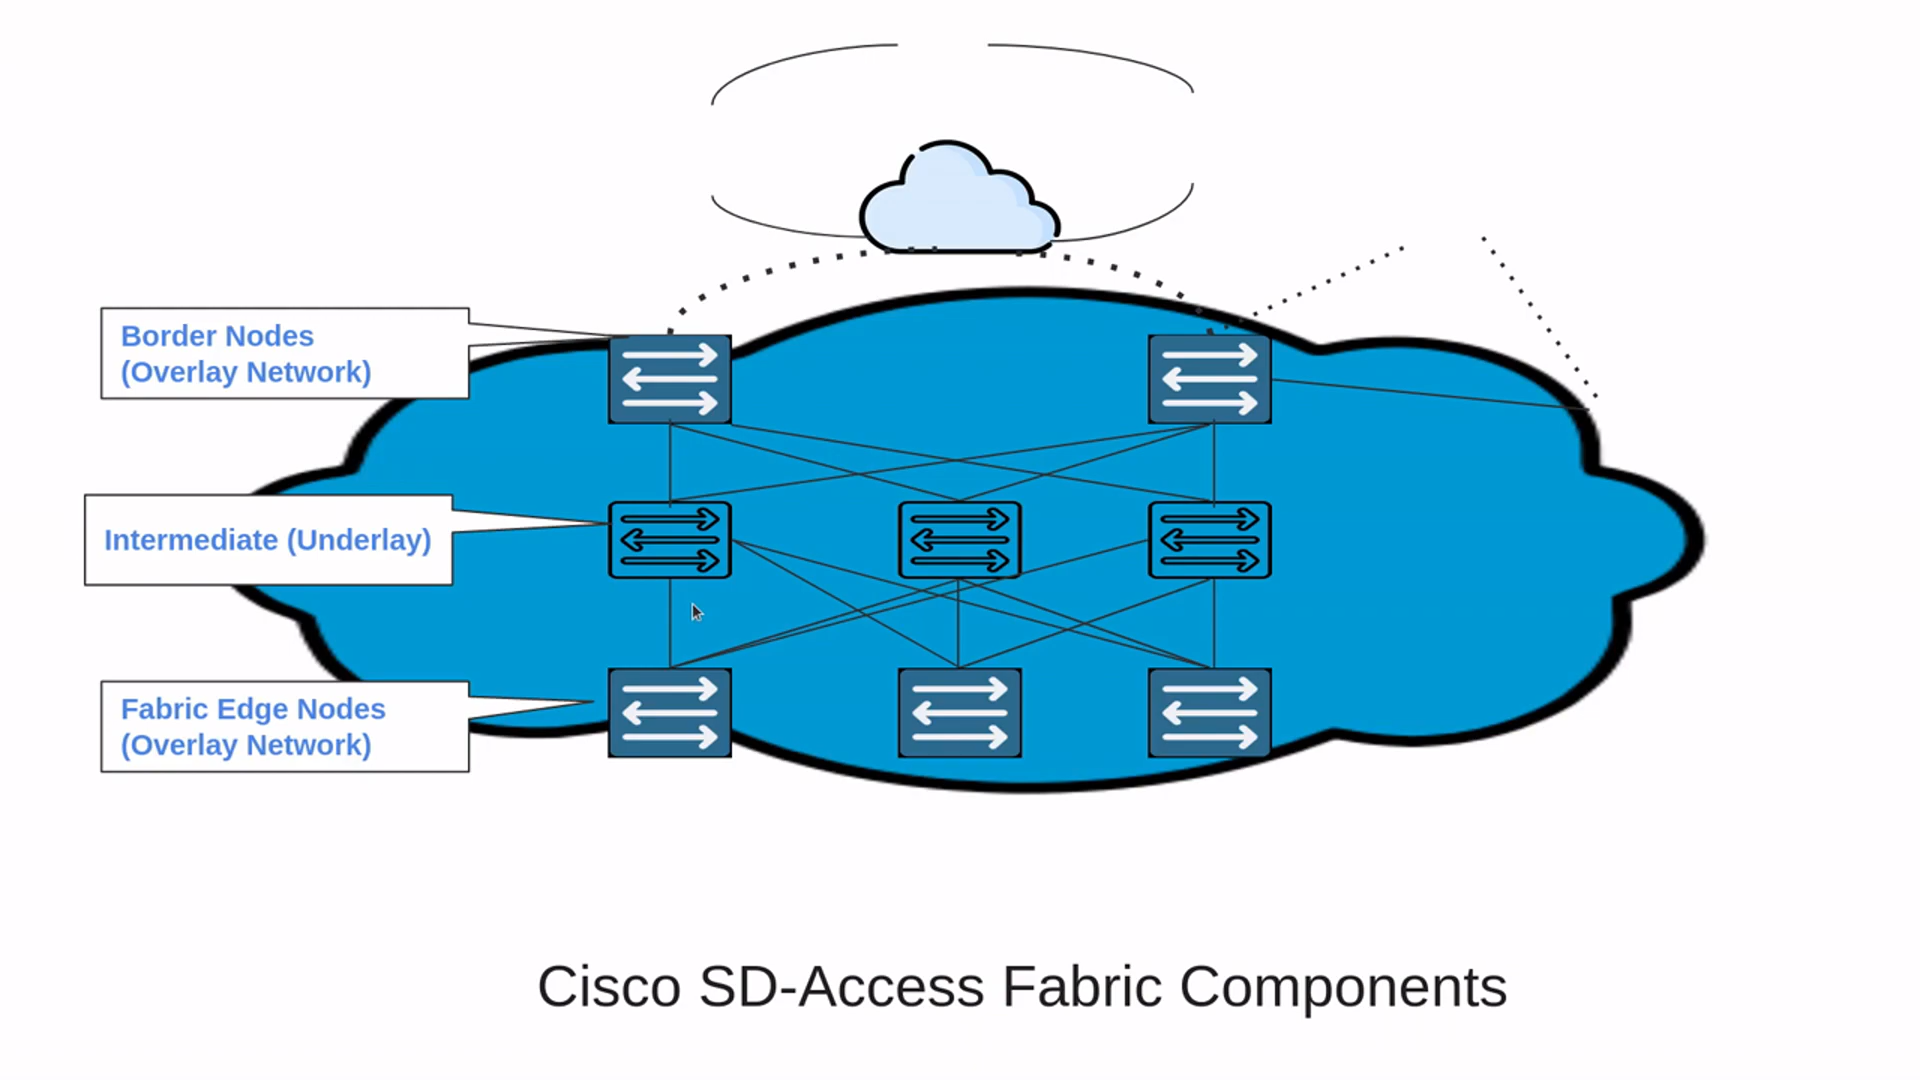 Border Nodes
(Overlay Network)
Intermediate (Underlay)
Fabric Edge Nodes
(Overlay Network)
Cisco SD-Access Fabric Components